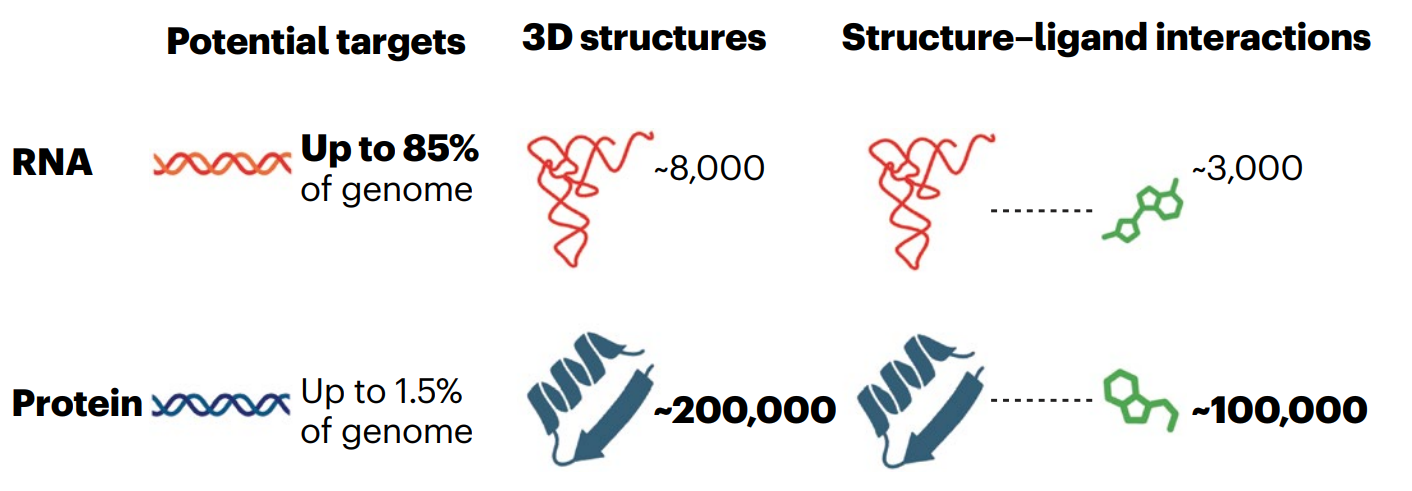 Potential targets
3D structures
Structure–ligand interactions
RNA
Up to 85%
of genome
~8,000
~3,000
Protein
Up to 1.5%
of genome
~200,000
~100,000